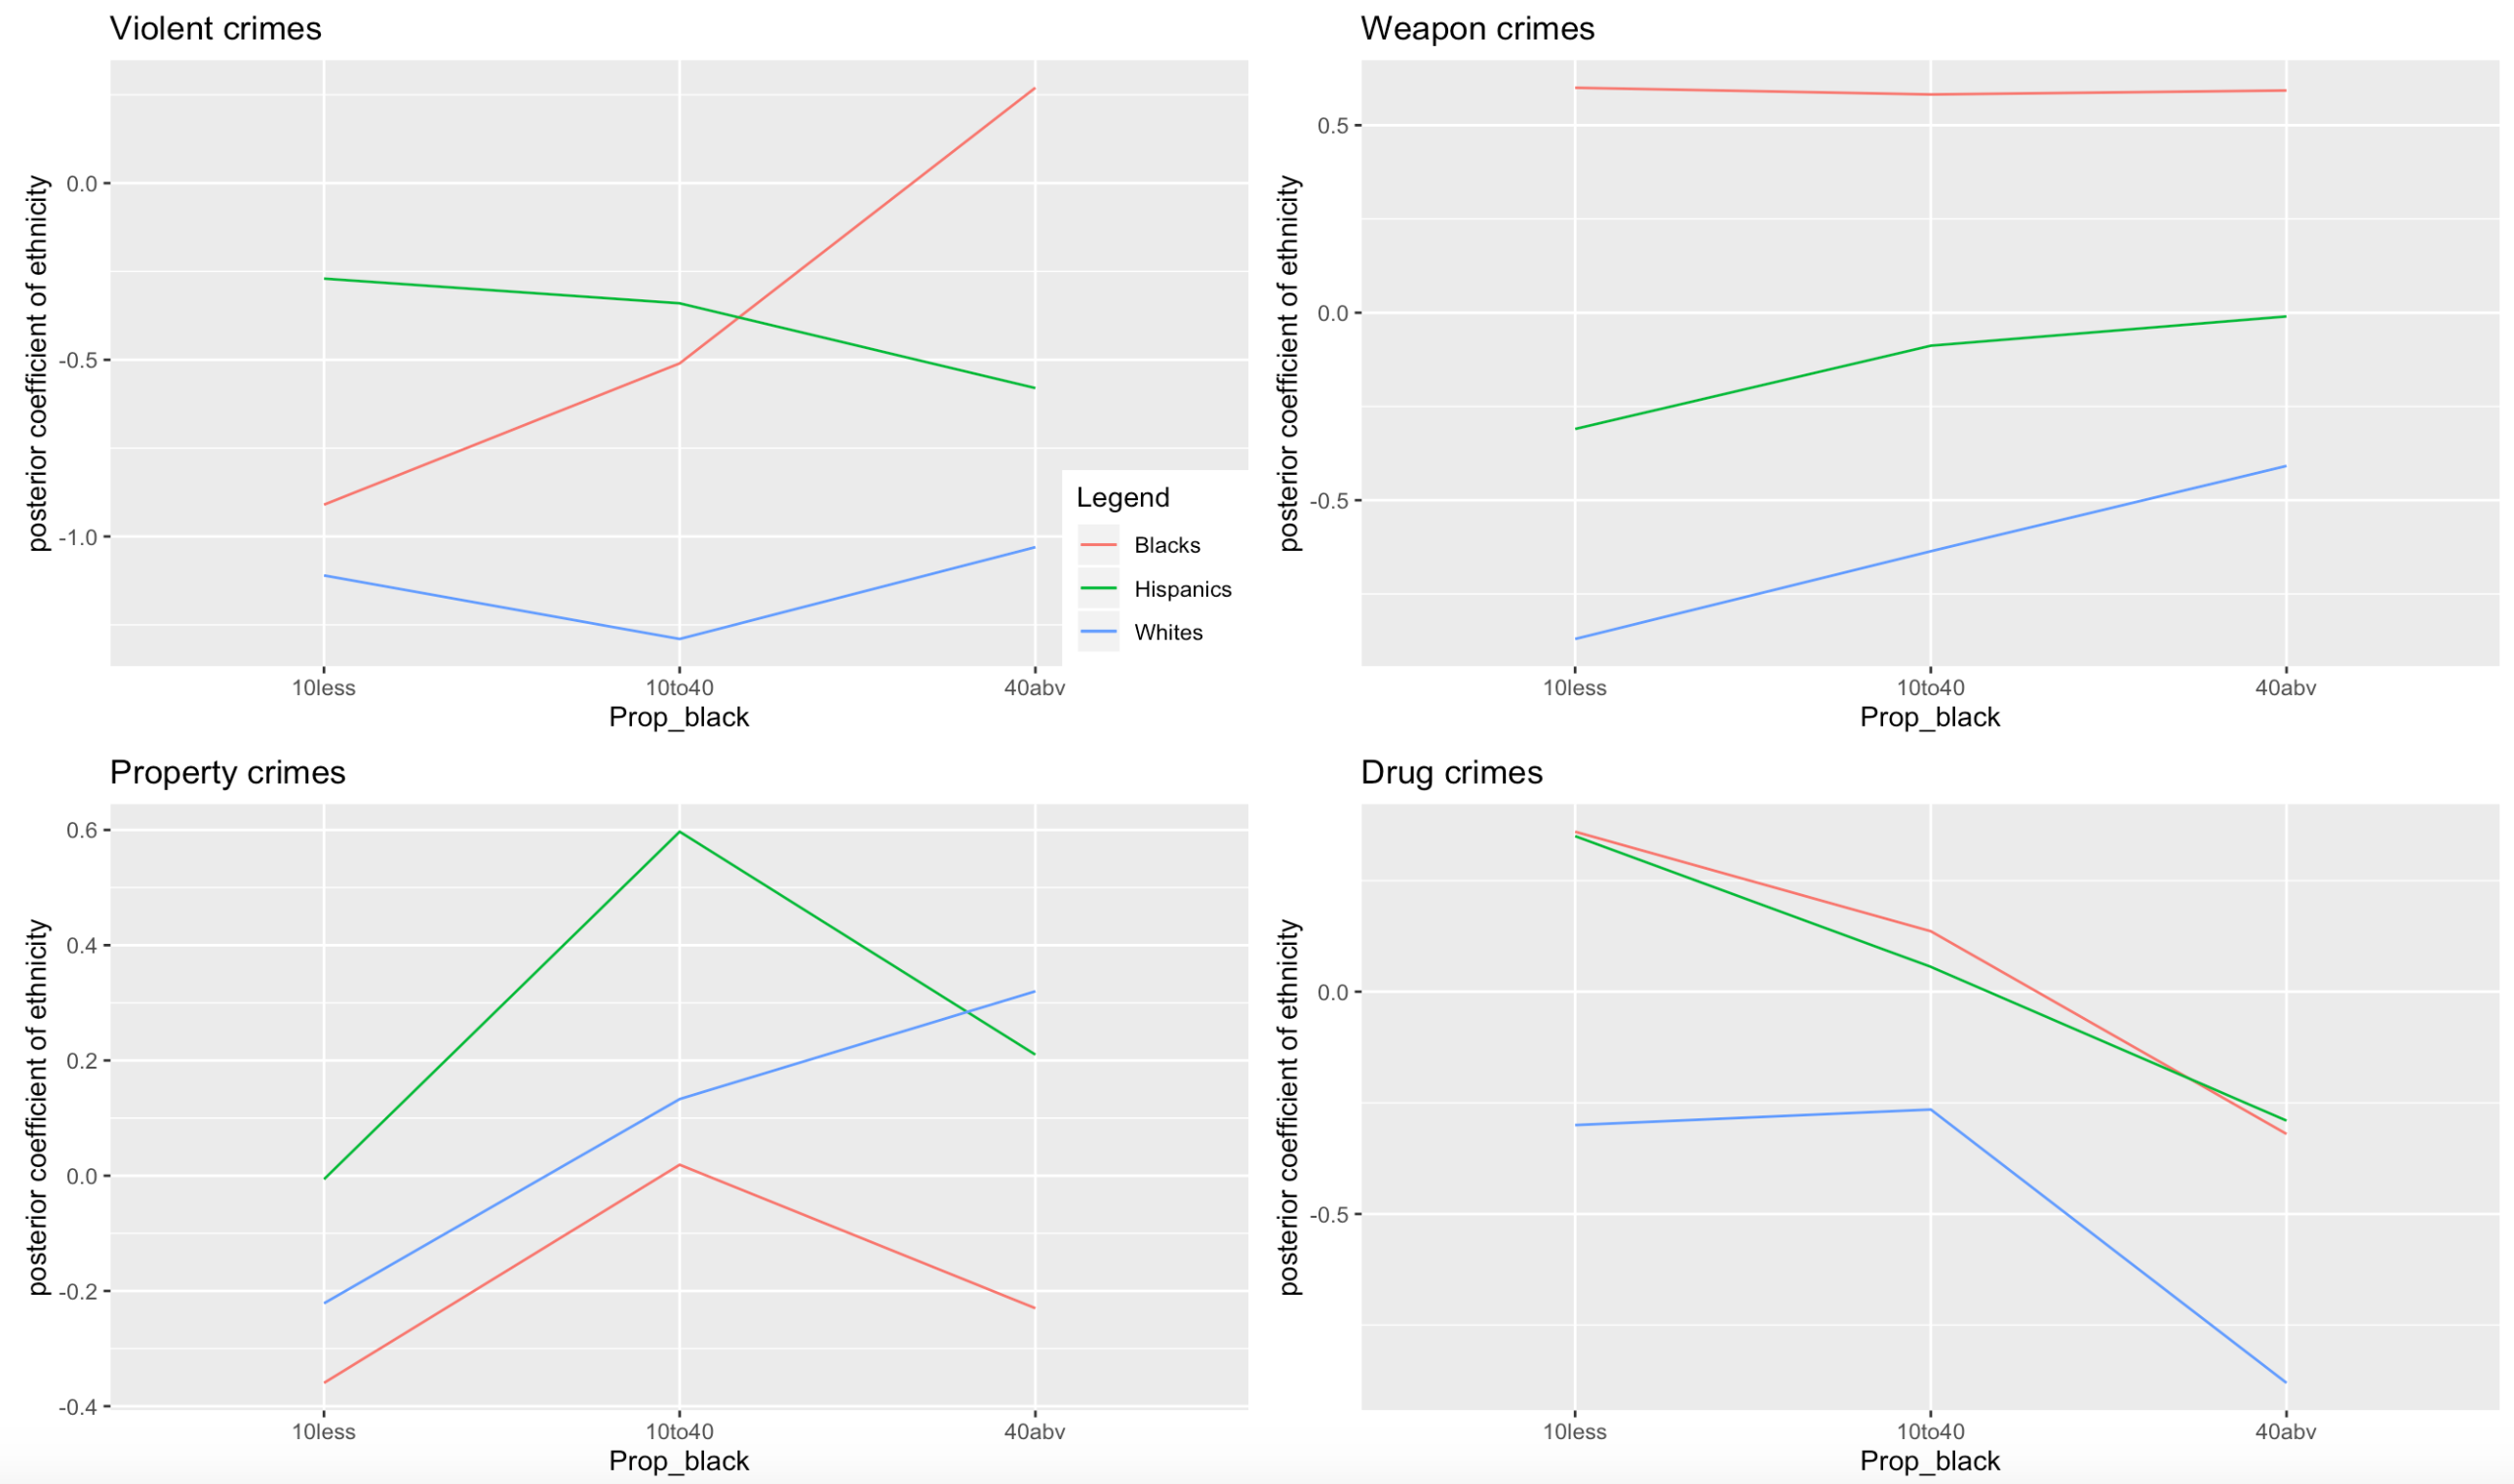 Violent crimes
posterior coefficient of ethnicity
0.0
-0.5
-1.0
Legend
Blacks
Hispanics
Whites
10less 10to40 40abv
Prop_black
Weapon crimes
posterior coefficient of ethnicity
0.5
0.0
-0.5
10less 10to40 40abv
Prop_black
Property crimes
posterior coefficient of ethnicity
0.6
0.4
0.2
0.0
-0.2
-0.4
10less 10to40 40abv
Prop_black
Drug crimes
posterior coefficient of ethnicity
0.0
-0.5
10less 10to40 40abv
Prop_black